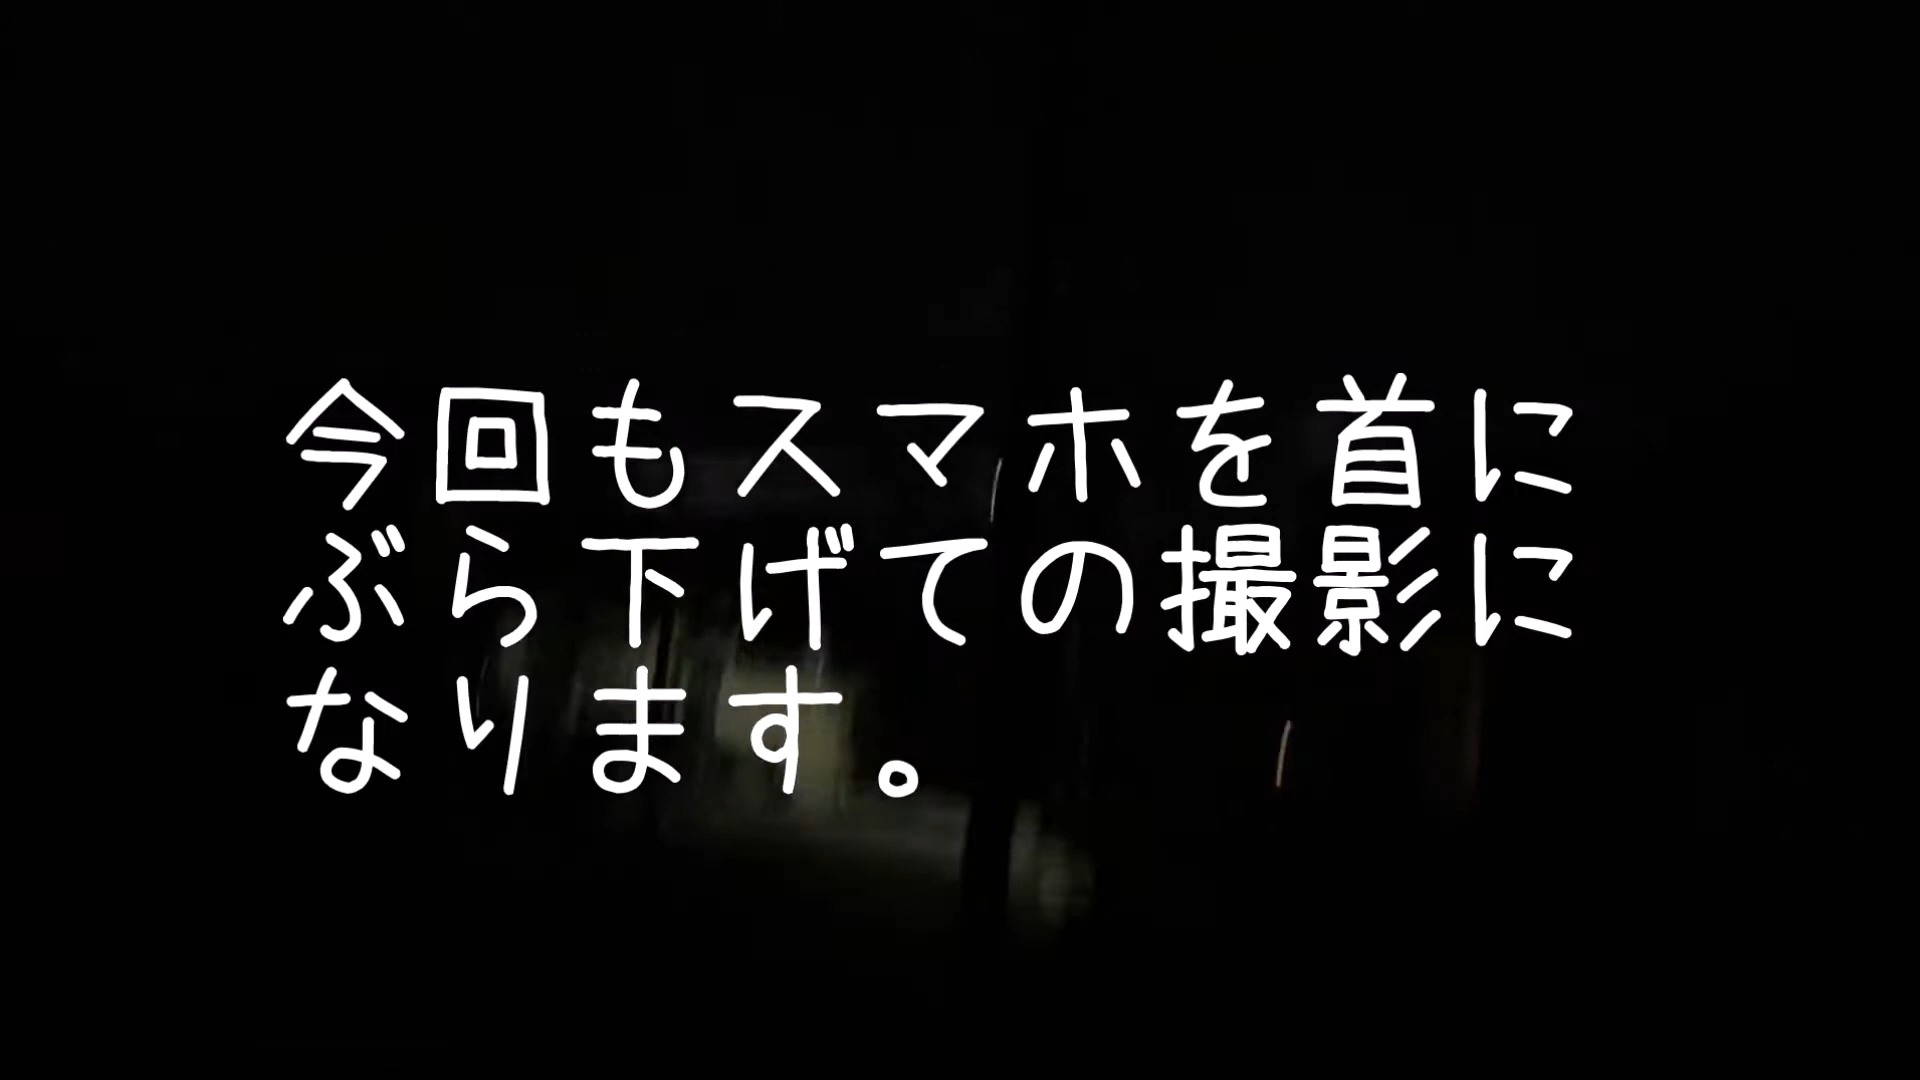 今回もスマホを首に
ぶら下げての撮影に
なります。